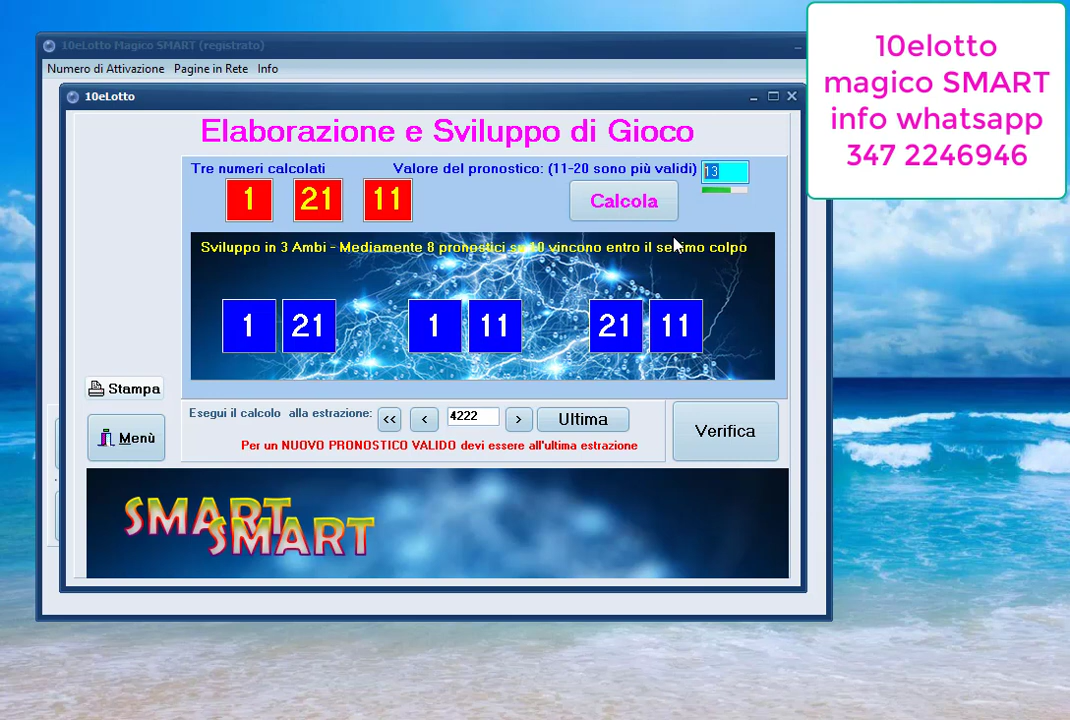 10eLotto Magico SMART (registrato)
Numero di Attivazione Pagine in Rete Info
10eLotto
10elotto
magico SMART
info whatsapp
347 2246946
Elaborazione e Sviluppo di Gioco
Tre numeri calcolati Valore del pronostico: (11-20 sono più validi) 13
1 21 11
Calcola
Sviluppo in 3 Ambi - Mediamente 8 pronostici su 10 vincono entro il settimo colpo
1 21 1 11 21 11
Stampa
Menù
Esegui il calcolo alla estrazione: << < 4222 > Ultima
Per un NUOVO PRONOSTICO VALIDO devi essere all'ultima estrazione
Verifica
SMART
SMART